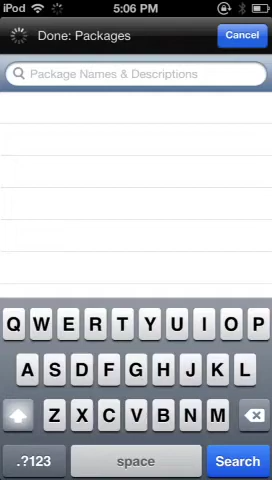 iPod 5:06 PM
Done: Packages Cancel
Package Names & Descriptions
Q W E R T Y U I O P
A S D F G H J K L
Z X C V B N M
.?123 space Search